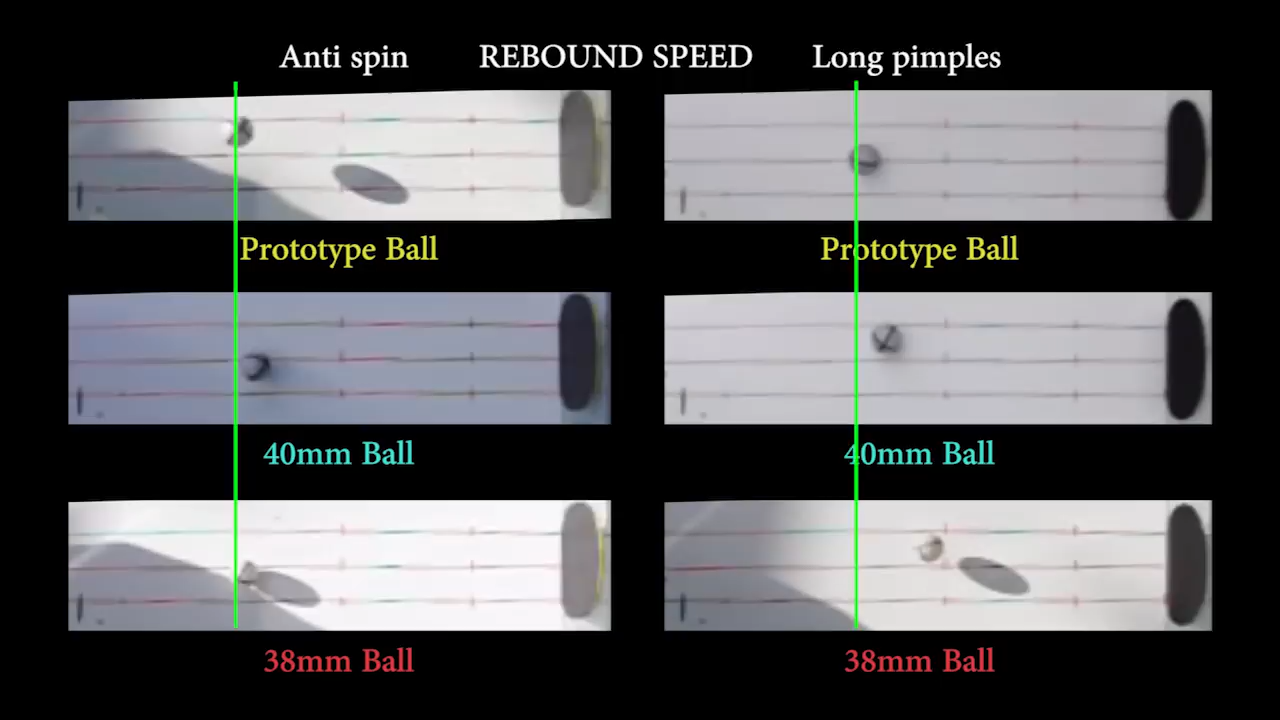 Anti spin REBOUND SPEED Long pimples
Prototype Ball Prototype Ball
40mm Ball 40mm Ball
38mm Ball 38mm Ball